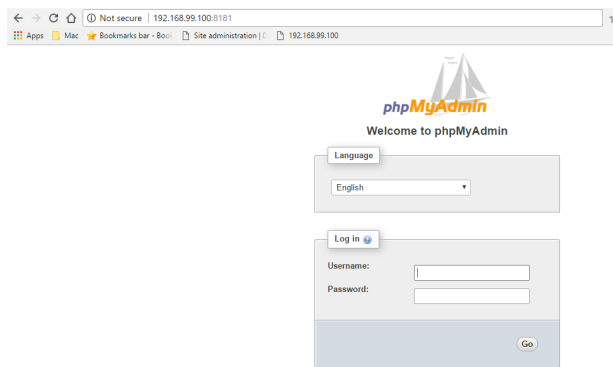 Not secure | 192.168.99.100:8181
Apps Mac Bookmarks bar - Book Site administration | 192.168.99.100
phpMyAdmin
Welcome to phpMyAdmin
Language
English
Log in
Username:
Password:
Go